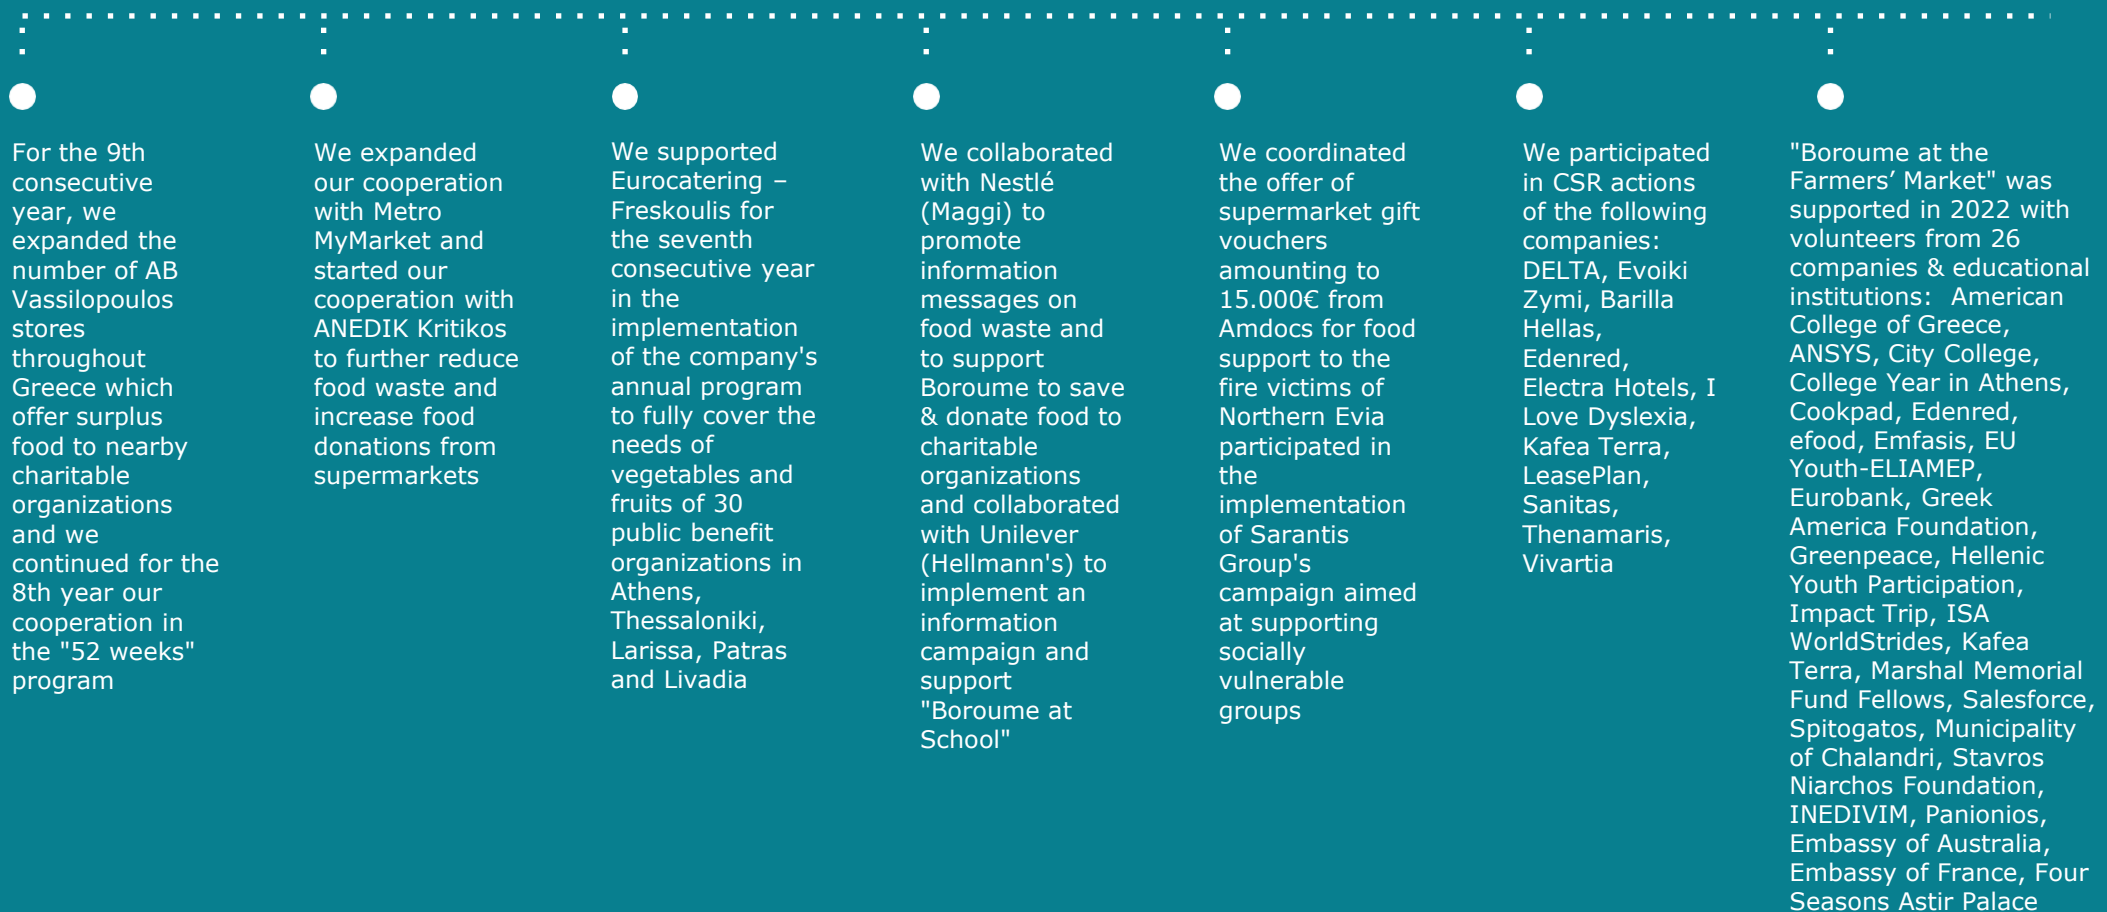 For the 9th
consecutive
year, we
expanded the
number of AB
Vassilopoulos
stores
throughout
Greece which
offer surplus
food to nearby
charitable
organizations
and we
continued for the
8th year our
cooperation in
the "52 weeks"
program
We expanded
our cooperation
with Metro
MyMarket and
started our
cooperation with
ANEDIK Kritikos
to further reduce
food waste and
increase food
donations from
supermarkets
We supported
Eurocatering –
Freskoulis for
the seventh
consecutive year
in the
implementation
of the company's
annual program
to fully cover the
needs of
vegetables and
fruits of 30
public benefit
organizations in
Athens,
Thessaloniki,
Larissa, Patras
and Livadia
We collaborated
with Nestlé
(Maggi) to
promote
information
messages on
food waste and
to support
Boroume to save
& donate food to
charitable
organizations
and collaborated
with Unilever
(Hellmann's) to
implement an
information
campaign and
support
"Boroume at
School"
We coordinated
the offer of
supermarket gift
vouchers
amounting to
15.000€ from
Amdocs for food
support to the
fire victims of
Northern Evia
participated in
the
implementation
of Sarantis
Group's
campaign aimed
at supporting
socially
vulnerable
groups
We participated
in CSR actions
of the following
companies:
DELTA, Evoiki
Zymi, Barilla
Hellas,
Edenred,
Electra Hotels, I
Love Dyslexia,
Kafea Terra,
LeasePlan,
Sanitas,
Thenamaris,
Vivartia
"Boroume at the
Farmers’ Market" was
supported in 2022 with
volunteers from 26
companies & educational
institutions:  American
College of Greece,
ANSYS, City College,
College Year in Athens,
Cookpad, Edenred,
efood, Emfasis, EU
Youth-ELIAMEP,
Eurobank, Greek
America Foundation,
Greenpeace, Hellenic
Youth Participation,
Impact Trip, ISA
WorldStrides, Kafea
Terra, Marshal Memorial
Fund Fellows, Salesforce,
Spitogatos, Municipality
of Chalandri, Stavros
Niarchos Foundation,
INEDIVIM, Panionios,
Embassy of Australia,
Embassy of France, Four
Seasons Astir Palace